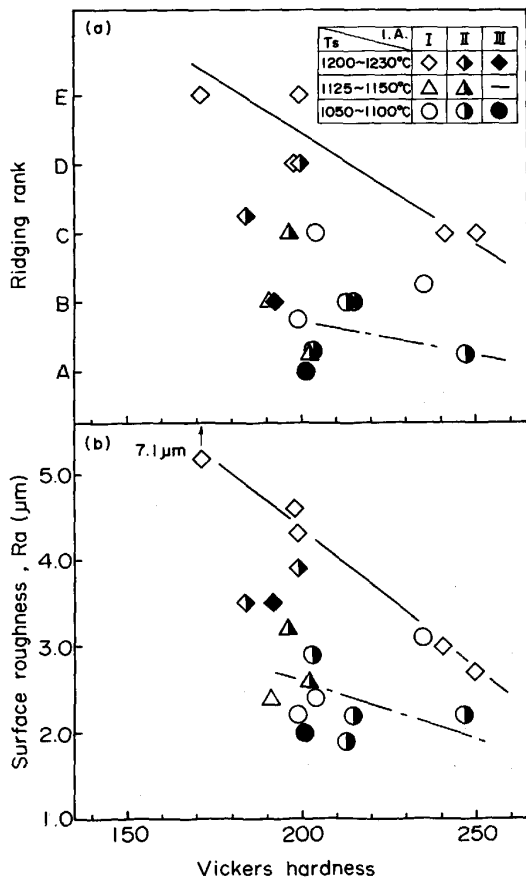 (a)
I.A. I II III
Ts
1200~1230°C
1125~1150°C —
1050~1100°C
E
D
C
B
A
Ridging rank
(b)
7.1μm
5.0
4.0
3.0
2.0
1.0
Surface roughness, Ra (μm)
150 200 250
Vickers hardness